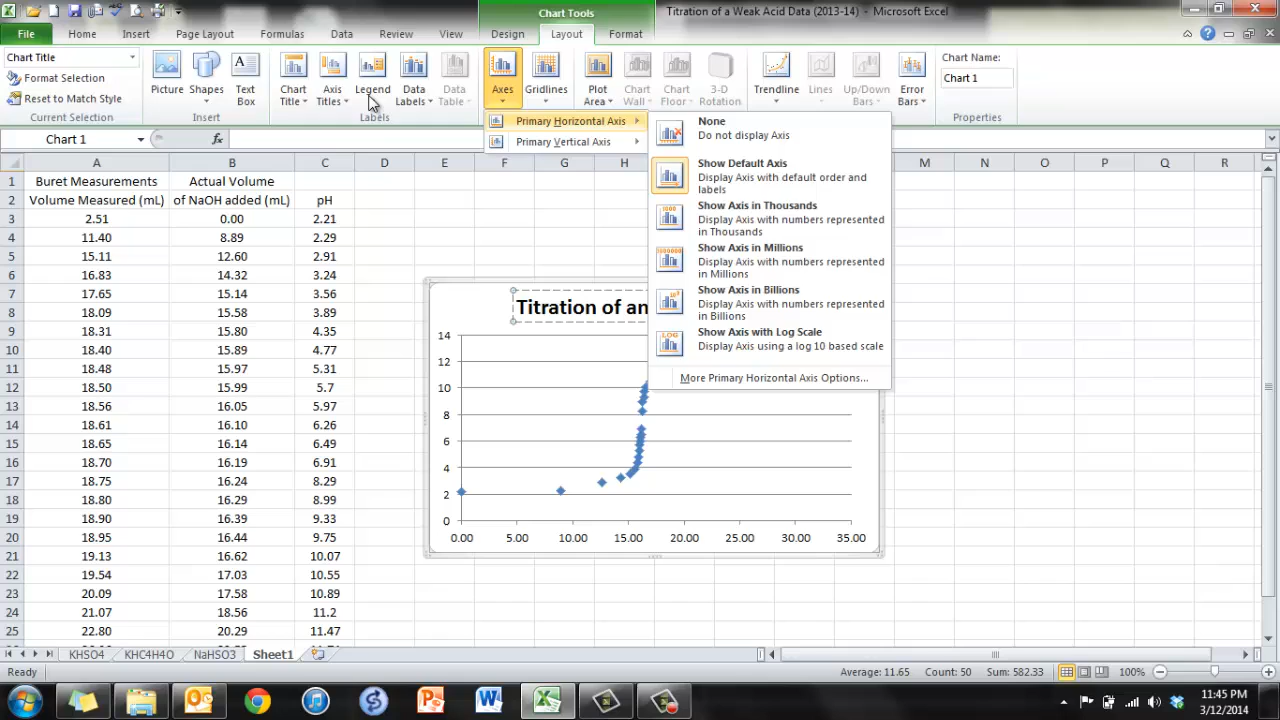 Chart Tools
Titration of a Weak Acid Data (2013-14) - Microsoft Excel
File Home Insert Page Layout Formulas Data Review View Design Layout Format
Chart Title
Format Selection
Reset to Match Style
Current Selection
Picture Shapes Text Box
Insert
Chart Title Axis Titles Legend Data Labels Data Table
Labels
Axes Gridlines
Plot Area Chart Wall Chart Floor 3-D Rotation
Trendline Lines Up/Down Bars Error Bars
Chart Name:
Chart 1
Properties
Chart 1 fx
Primary Horizontal Axis
Primary Vertical Axis
None
Do not display Axis
Show Default Axis
Display Axis with default order and
labels
Show Axis in Thousands
Display Axis with numbers represented
in Thousands
Show Axis in Millions
Display Axis with numbers represented
in Millions
Show Axis in Billions
Display Axis with numbers represented
in Billions
Show Axis with Log Scale
Display Axis using a log 10 based scale
More Primary Horizontal Axis Options...
A B C D E F G H M N O P Q R
1 Buret Measurements Actual Volume
2 Volume Measured (mL) of NaOH added (mL) pH
3 2.51 0.00 2.21
4 11.40 8.89 2.29
5 15.11 12.60 2.91
6 16.83 14.32 3.24
7 17.65 15.14 3.56
8 18.09 15.58 3.89
9 18.31 15.80 4.35
10 18.40 15.89 4.77
11 18.48 15.97 5.31
12 18.50 15.99 5.7
13 18.56 16.05 5.97
14 18.61 16.10 6.26
15 18.65 16.14 6.49
16 18.70 16.19 6.91
17 18.75 16.24 8.29
18 18.80 16.29 8.99
19 18.90 16.39 9.33
20 18.95 16.44 9.75
21 19.13 16.62 10.07
22 19.54 17.03 10.55
23 20.09 17.58 10.89
24 21.07 18.56 11.2
25 22.80 20.29 11.47
Titration of an
14
12
10
8
6
4
2
0
0.00 5.00 10.00 15.00 20.00 25.00 30.00 35.00
KHSO4 KHC4H4O NaHSO3 Sheet1
Ready
Average: 11.65 Count: 50 Sum: 582.33 100%
11:45 PM
3/12/2014